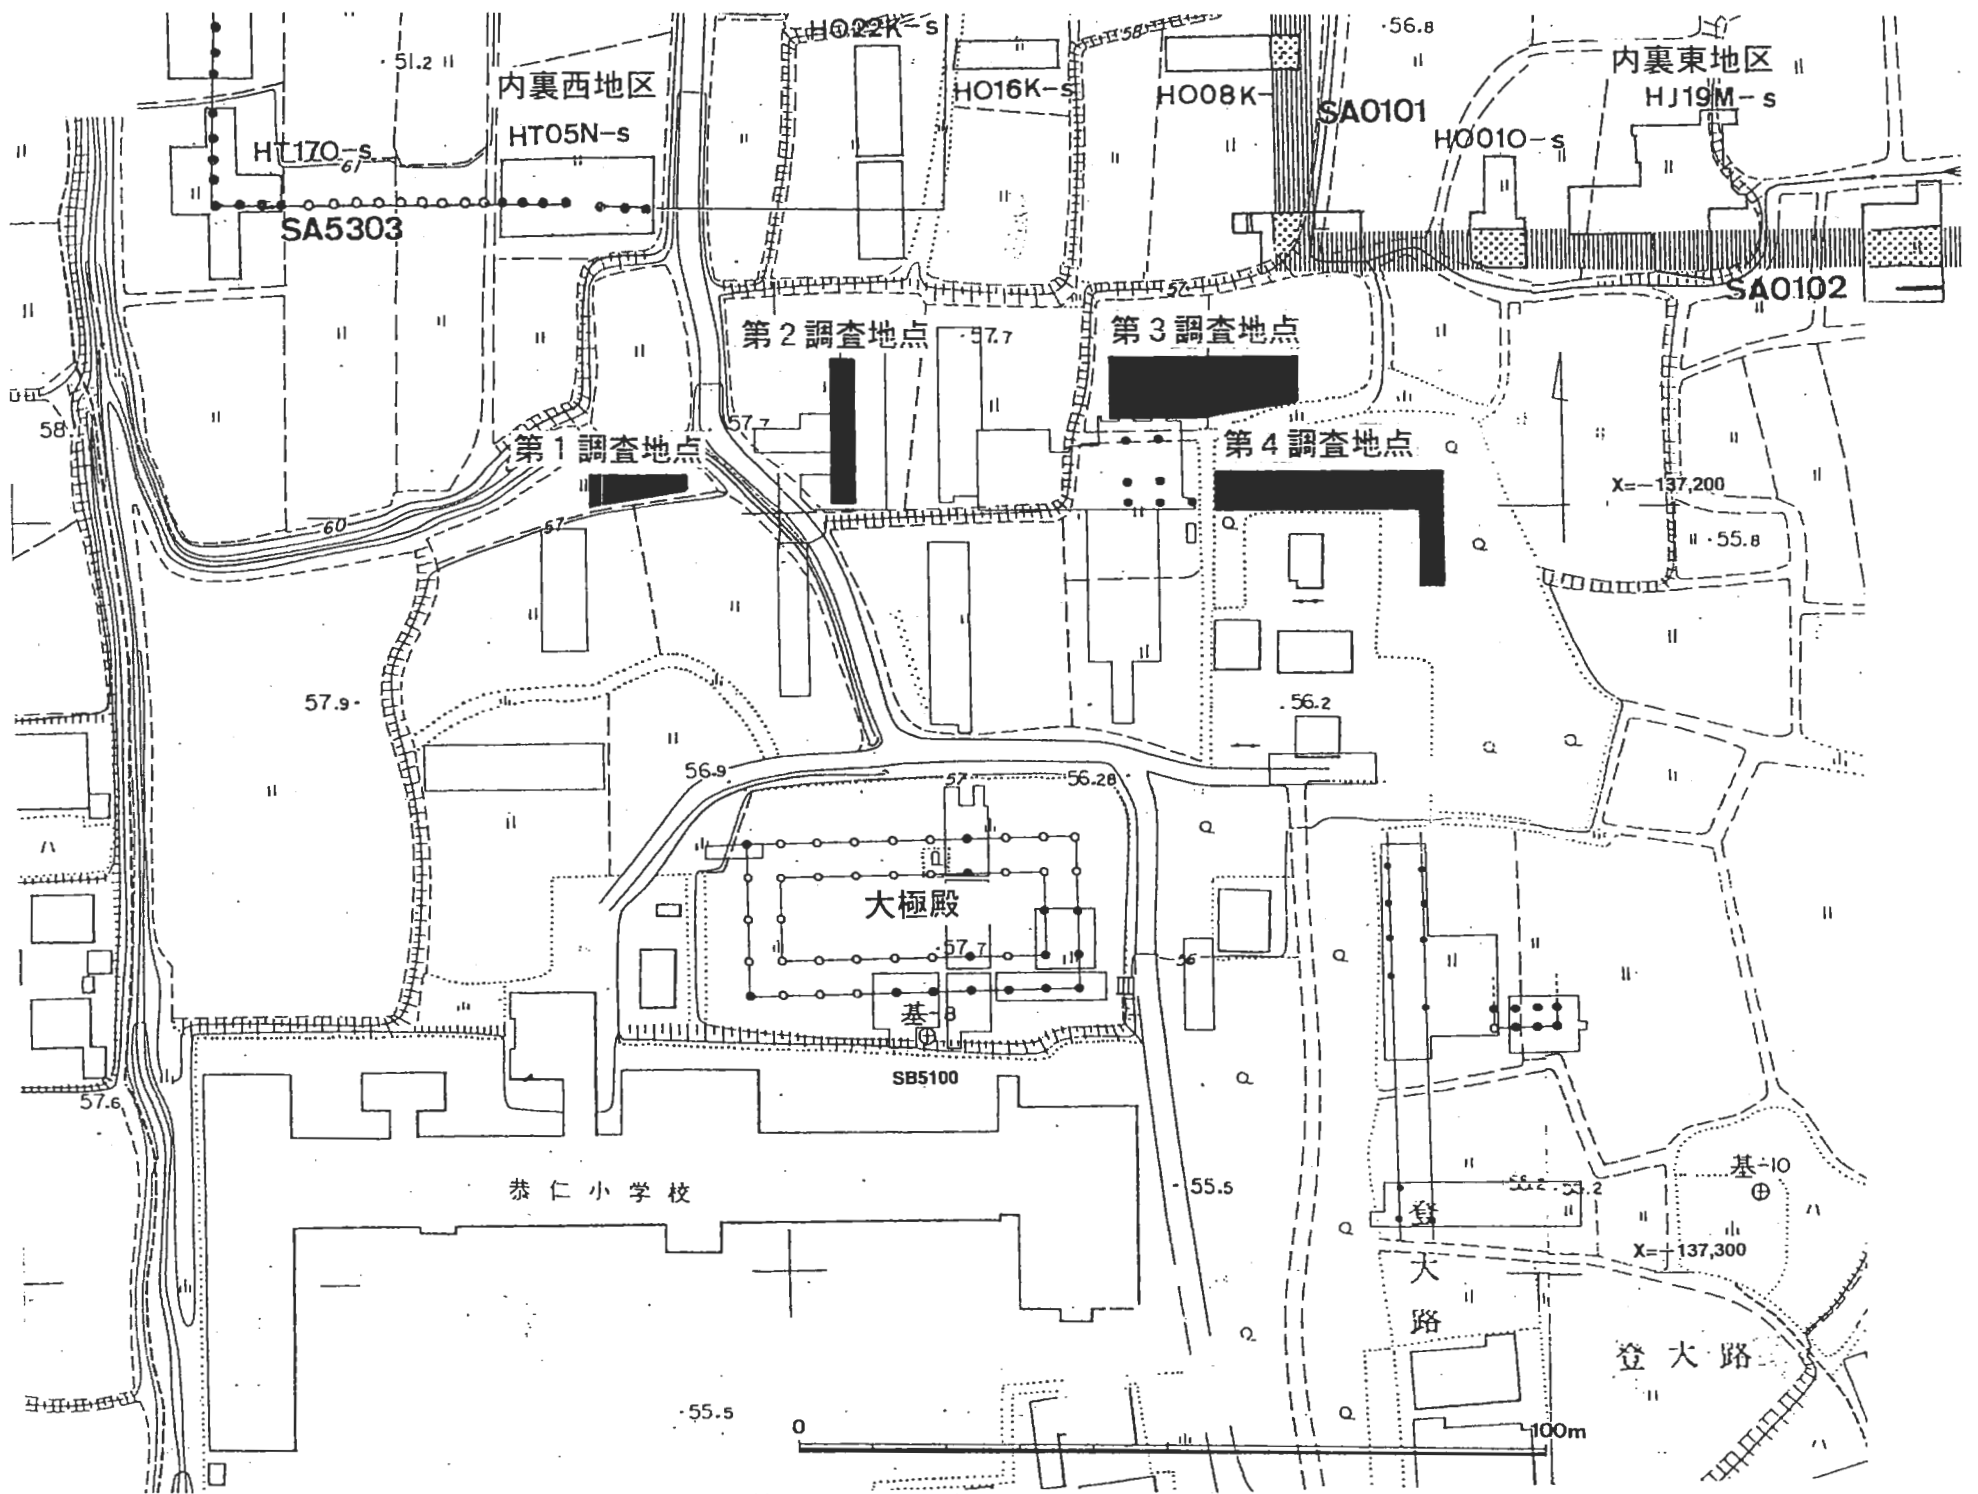 HO22K-s
58
·56.8
·51.2
内裏西地区
内裏東地区
HO16K-s
HO08K-
HJ19M-s
SA0101
HT05N-s
HO01O-s
HT17O-s
61
SA5303
57
SA0102
第2調査地点
·57.7
第3調査地点
58
57.7
第1調査地点
第4調査地点
X=-137,200
60
57
·55.8
57.9·
·56.2
56.9
57
56.28
大極殿
·57.7
56
基-8
SB5100
57.6
恭仁小学校
·55.5
基-10
55.2
登大路
X=-137,300
登大路
·55.5
0
100m